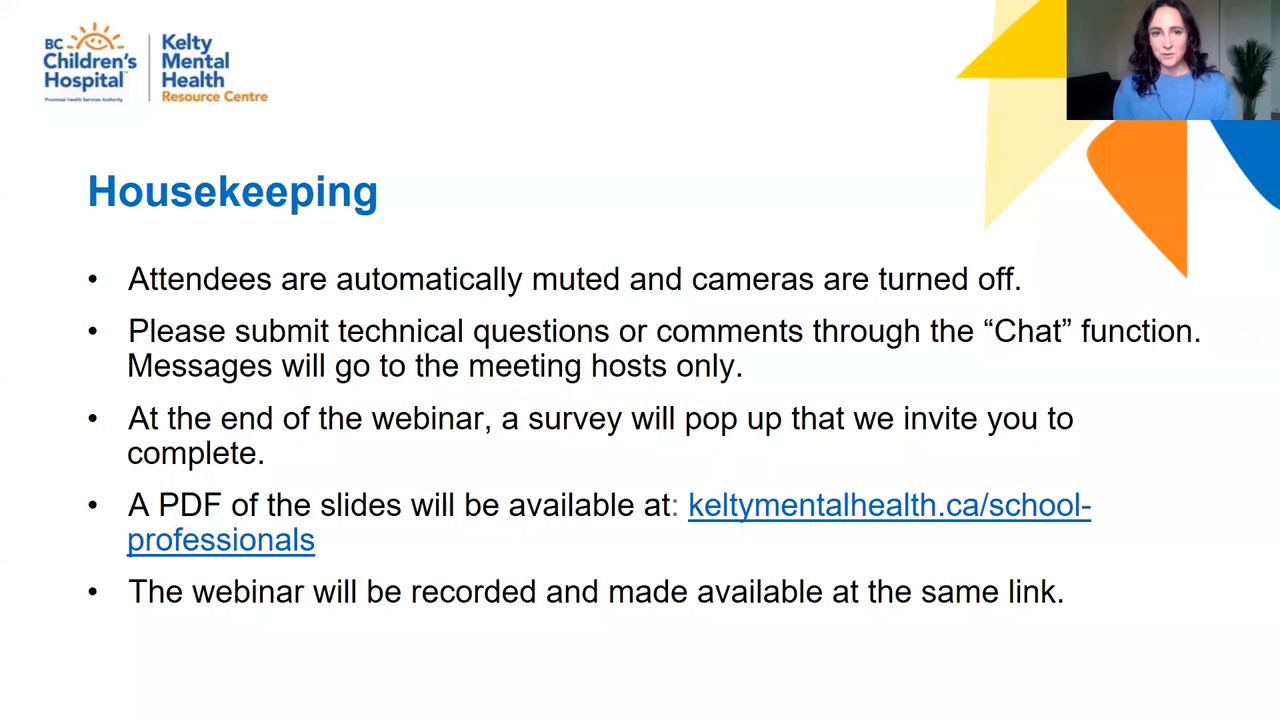 BC
Children's
Hospital
Provincial Health Services Authority
Kelty
Mental
Health
Resource Centre
Housekeeping
• Attendees are automatically muted and cameras are turned off.
• Please submit technical questions or comments through the “Chat” function.
Messages will go to the meeting hosts only.
• At the end of the webinar, a survey will pop up that we invite you to
complete.
• A PDF of the slides will be available at: keltymentalhealth.ca/school-
professionals
• The webinar will be recorded and made available at the same link.